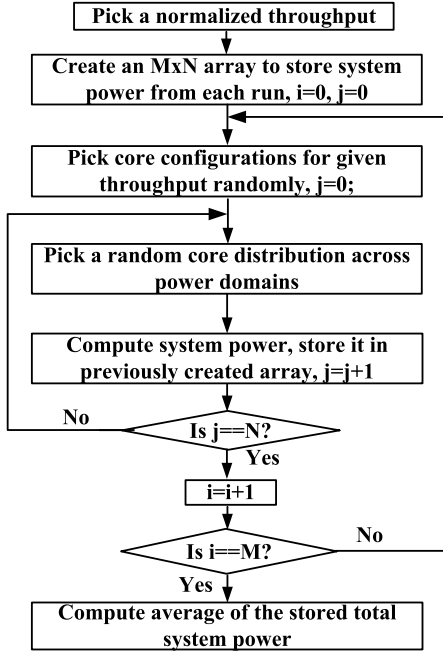 Pick a normalized throughput
Create an MxN array to store system
power from each run, i=0, j=0
Pick core configurations for given
throughput randomly, j=0;
Pick a random core distribution across
power domains
Compute system power, store it in
previously created array, j=j+1
No
Is j==N?
Yes
i=i+1
No
Is i==M?
Yes
Compute average of the stored total
system power